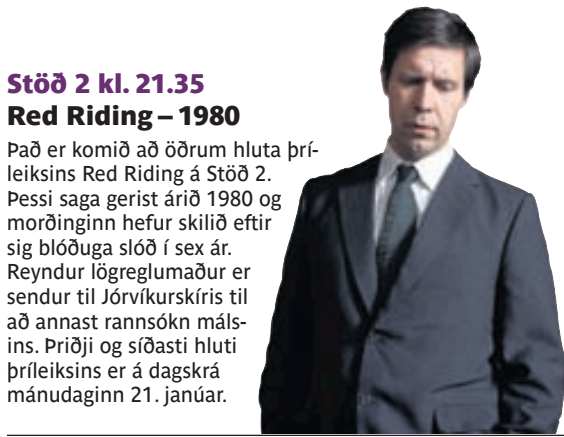 Stöð 2 kl. 21.35
Red Riding – 1980
Það er komið að öðrum hluta þrí-
leiksins Red Riding á Stöð 2.
Þessi saga gerist árið 1980 og
morðinginn hefur skilið eftir
sig blóðuga slóð í sex ár.
Reyndur lögreglumaður er
sendur til Jórvíkurskíris til
að annast rannsókn máls-
ins. Þriðji og síðasti hluti
þríleiksins er á dagskrá
mánudaginn 21. janúar.